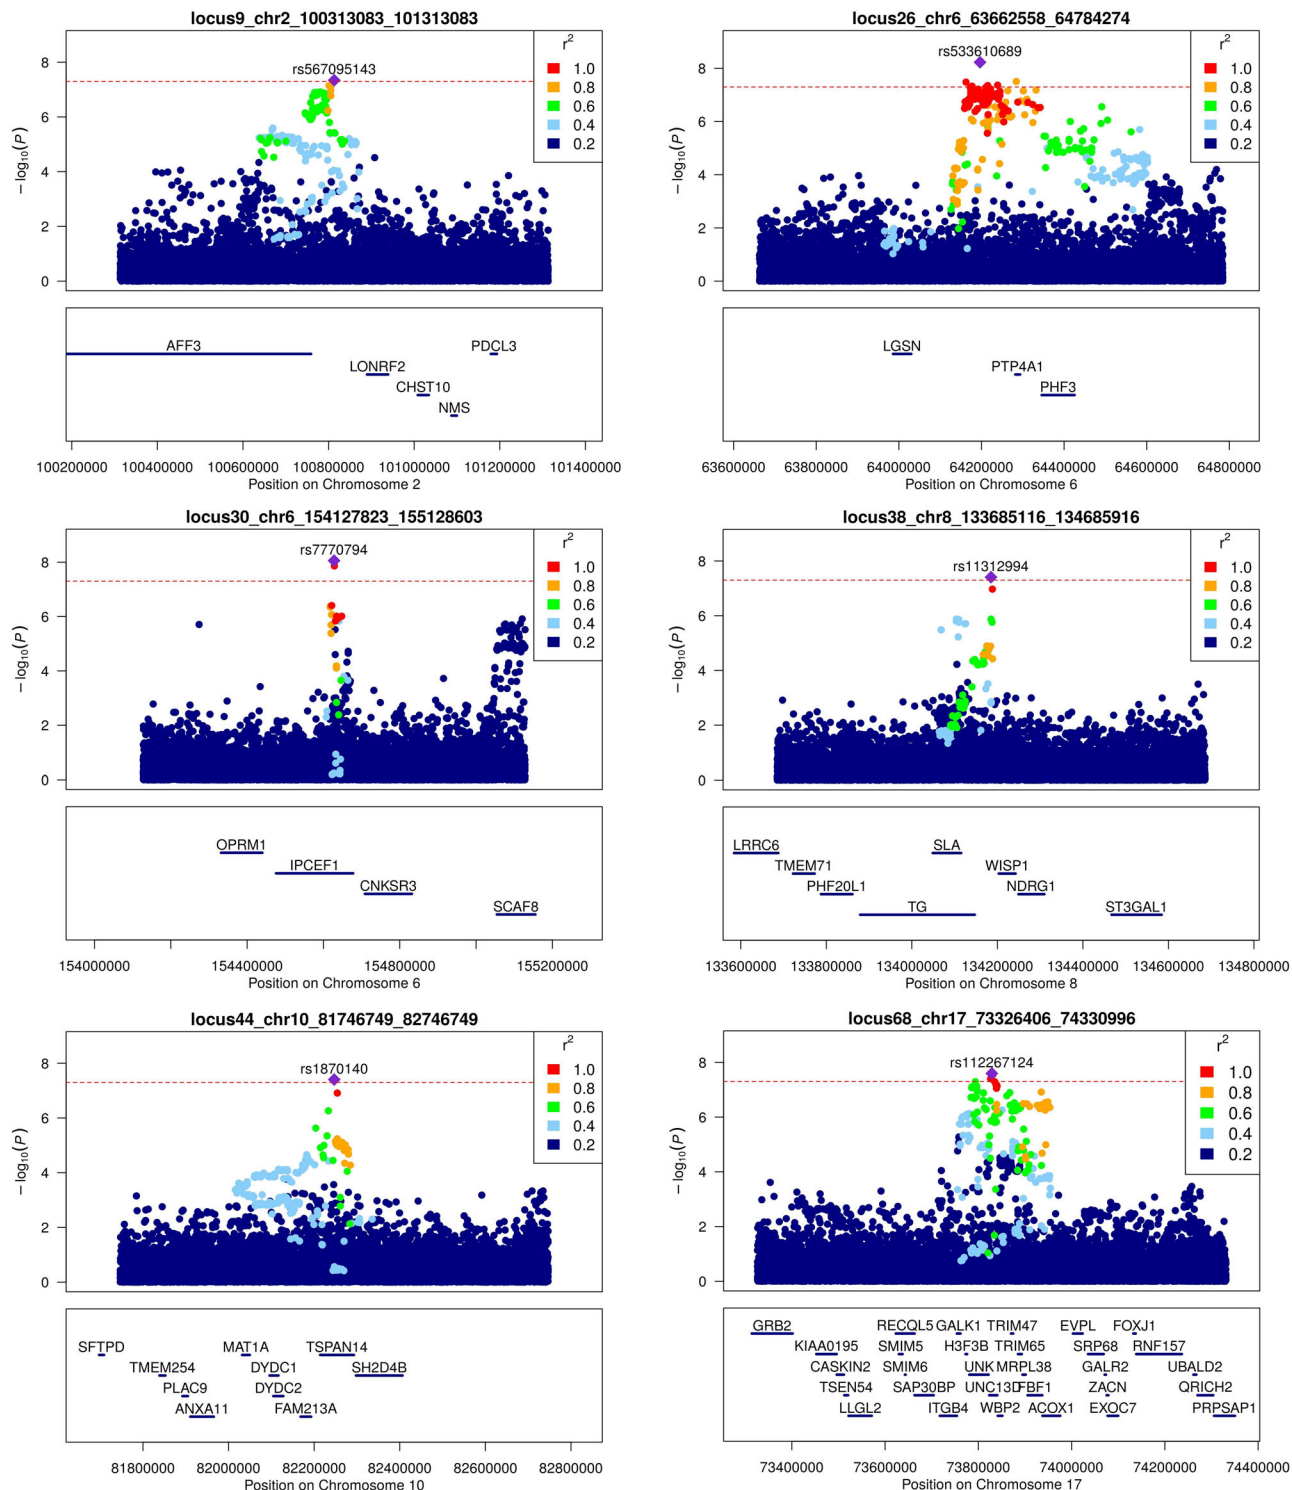 locus9_chr2_100313083_101313083
r2
1.0
0.8
0.6
0.4
0.2
rs567095143
8
6
4
2
0
− log10(P)
AFF3
PDCL3
LONRF2
CHST10
NMS
100200000 100400000 100600000 100800000 101000000 101200000 101400000
Position on Chromosome 2
locus26_chr6_63662558_64784274
r2
1.0
0.8
0.6
0.4
0.2
rs533610689
8
6
4
2
0
− log10(P)
LGSN
PTP4A1
PHF3
63600000 63800000 64000000 64200000 64400000 64600000 64800000
Position on Chromosome 6
locus30_chr6_154127823_155128603
r2
1.0
0.8
0.6
0.4
0.2
rs7770794
8
6
4
2
0
− log10(P)
OPRM1
IPCEF1
CNKSR3
SCAF8
154000000 154400000 154800000 155200000
Position on Chromosome 6
locus38_chr8_133685116_134685916
r2
1.0
0.8
0.6
0.4
0.2
rs11312994
8
6
4
2
0
− log10(P)
LRRC6 SLA
TMEM71 WISP1
PHF20L1 NDRG1
TG ST3GAL1
133600000 133800000 134000000 134200000 134400000 134600000 134800000
Position on Chromosome 8
locus44_chr10_81746749_82746749
r2
1.0
0.8
0.6
0.4
0.2
rs1870140
8
6
4
2
0
− log10(P)
SFTPD MAT1A TSPAN14
TMEM254 DYDC1 SH2D4B
PLAC9 DYDC2
ANXA11 FAM213A
81800000 82000000 82200000 82400000 82600000 82800000
Position on Chromosome 10
locus68_chr17_73326406_74330996
r2
1.0
0.8
0.6
0.4
0.2
rs112267124
8
6
4
2
0
− log10(P)
GRB2 RECQL5 GALK1 TRIM47 EVPL FOXJ1
KIAA0195 SMIM5 H3F3B TRIM65 SRP68 RNF157
CASKIN2 SMIM6 UNK MRPL38 GALR2 UBALD2
TSEN54 SAP30BP UNC13D FBF1 ZACN QRICH2
LLGL2 ITGB4 WBP2 ACOX1 EXOC7 PRPSAP1
73400000 73600000 73800000 74000000 74200000 74400000
Position on Chromosome 17